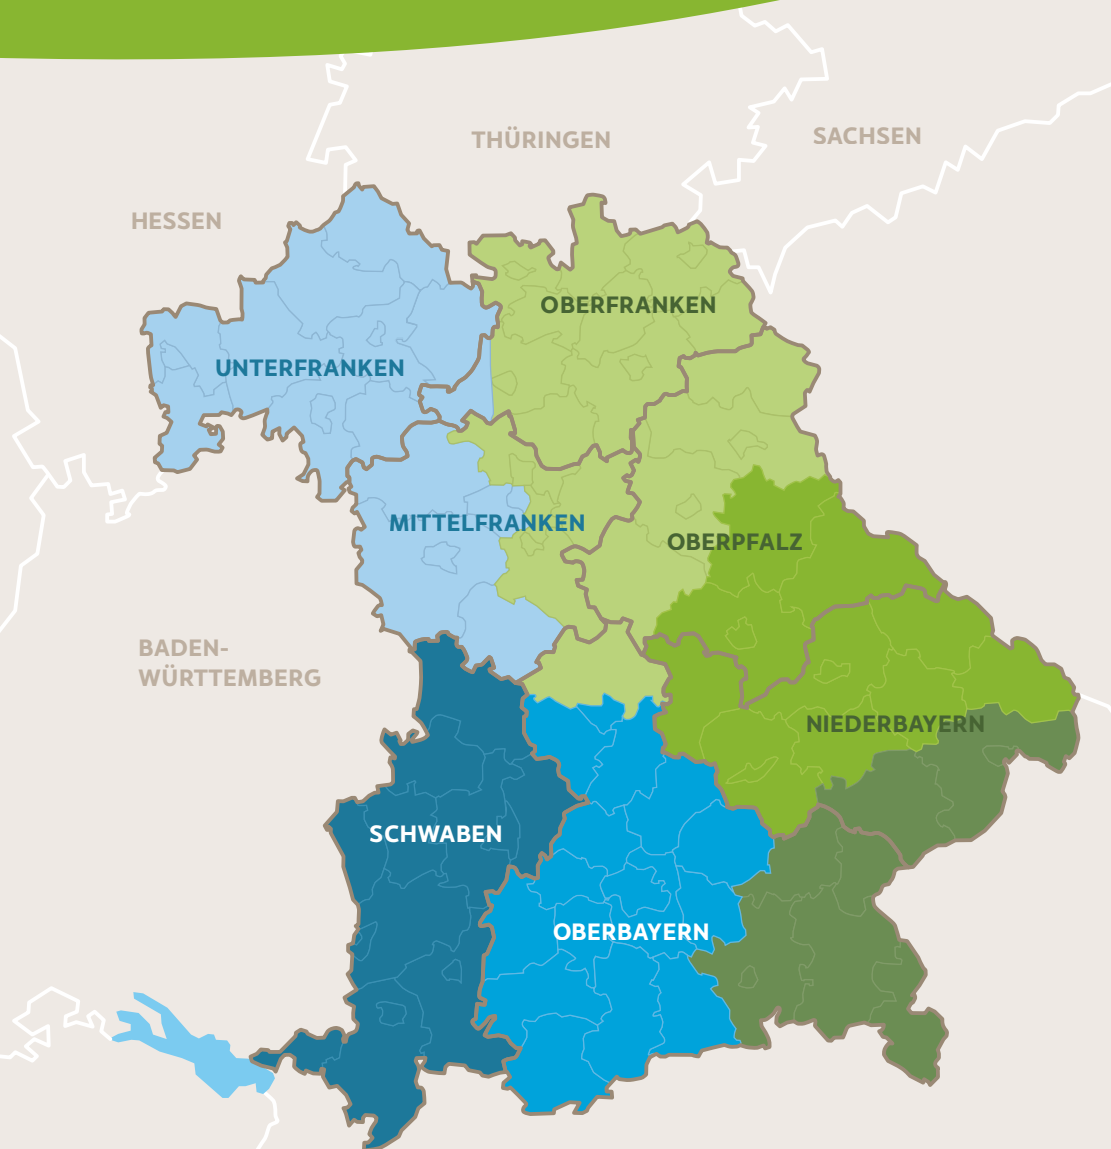 THÜRINGEN
SACHSEN
HESSEN
OBERFRANKEN
UNTERFRANKEN
MITTELFRANKEN
OBERPFALZ
BADEN-
WÜRTTEMBERG
NIEDERBAYERN
SCHWABEN
OBERBAYERN